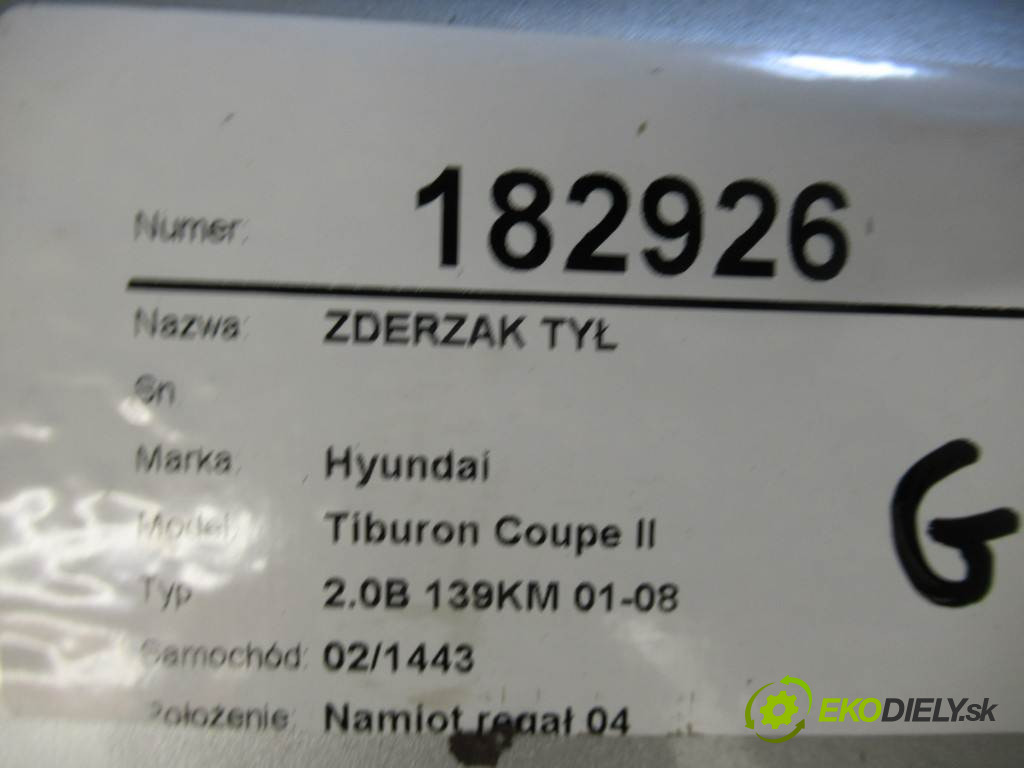 Numer: 182926
Nazwa: ZDERZAK TYŁ
Sn
Marka: Hyundai
Model: Tiburon Coupe II
Typ 2.0B 139KM 01-08
Samochód: 02/1443
Położenie: Namiot regał 04
G
EKODIELY.sk